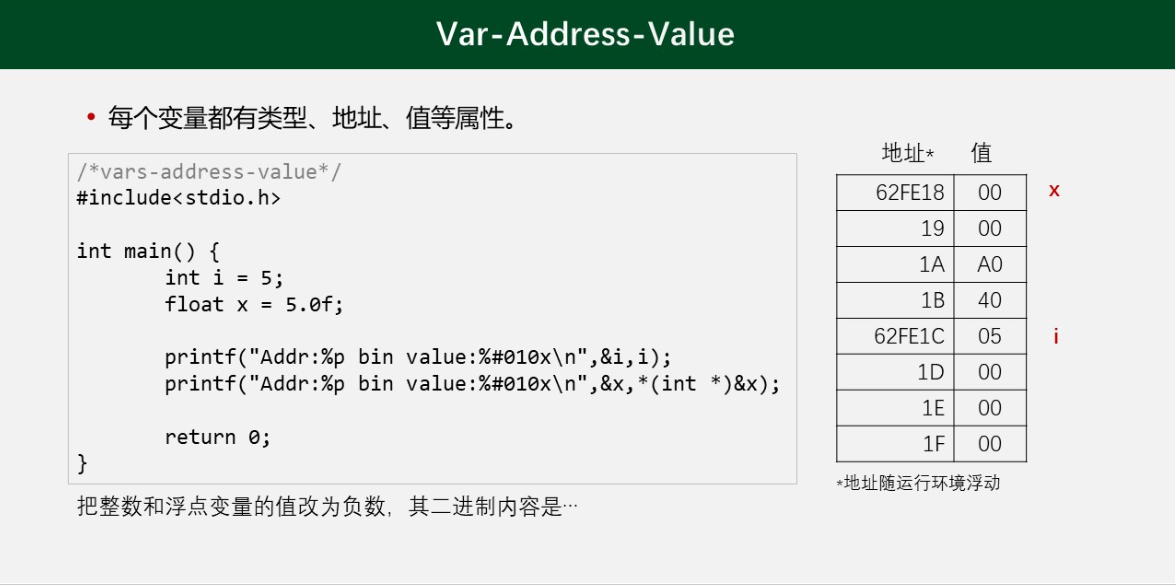 Var-Address-Value
• 每个变量都有类型、地址、值等属性。
/*vars-address-value*/
#include<stdio.h>
int main() {
int i = 5;
float x = 5.0f;
printf("Addr:%p bin value:%#010x\n",&i,i);
printf("Addr:%p bin value:%#010x\n",&x,*(int *)&x);
return 0;
}
把整数和浮点变量的值改为负数，其二进制内容是…
地址* 值
62FE18 00 x
19 00
1A A0
1B 40
62FE1C 05 i
1D 00
1E 00
1F 00
*地址随运行环境浮动